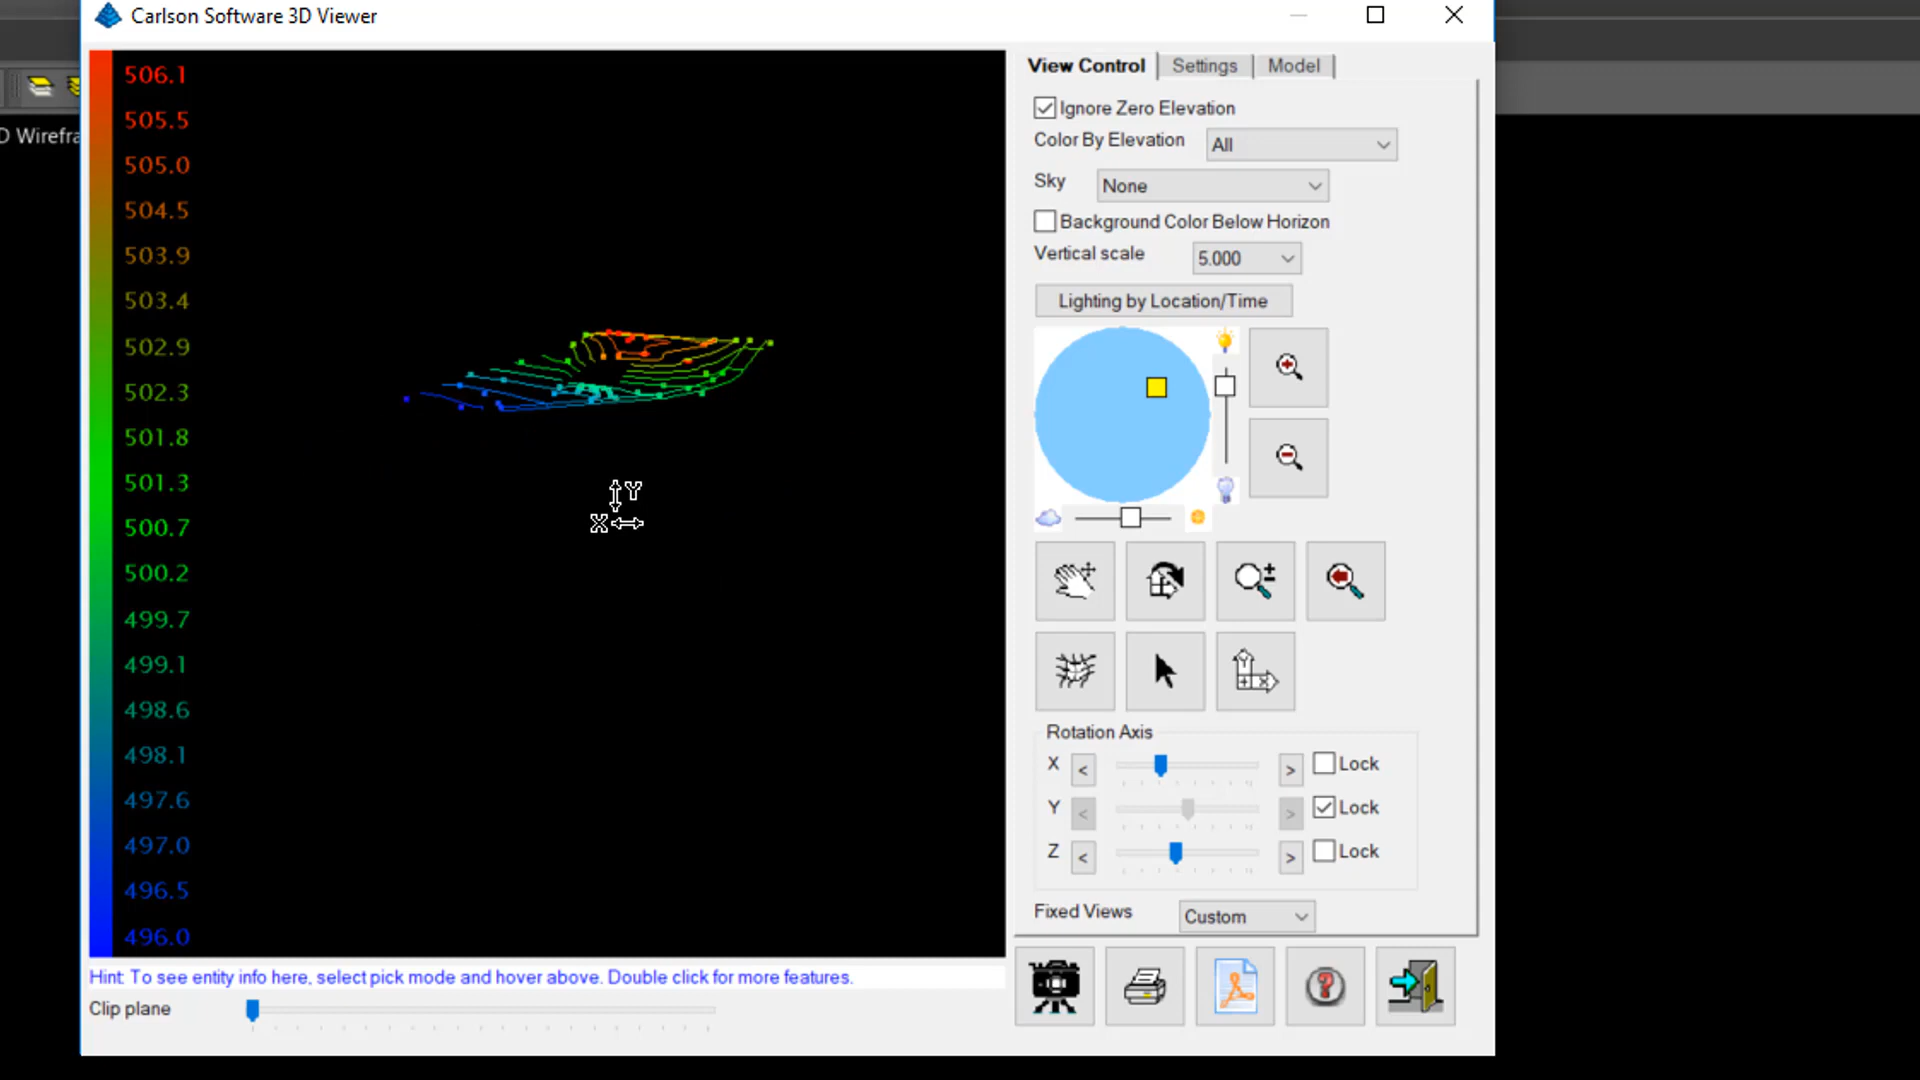 Carlson Software 3D Viewer
D Wirefra
506.1
505.5
505.0
504.5
503.9
503.4
502.9
502.3
501.8
501.3
500.7
500.2
499.7
499.1
498.6
498.1
497.6
497.0
496.5
496.0
Y
X
Hint: To see entity info here, select pick mode and hover above. Double click for more features.
Clip plane
View Control
Settings
Model
Ignore Zero Elevation
Color By Elevation
All
Sky
None
Background Color Below Horizon
Vertical scale
5.000
Lighting by Location/Time
Rotation Axis
X < > Lock
Y < > Lock
Z < > Lock
Fixed Views
Custom